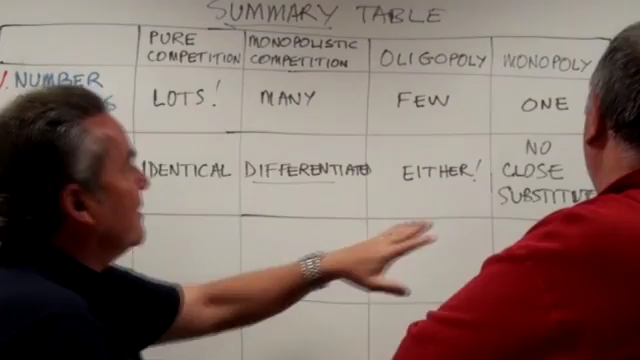 SUMMARY TABLE
PURE COMPETITION
MONOPOLISTIC COMPETITION
OLIGOPOLY
MONOPOLY
1. NUMBER
LOTS!
MANY
FEW
ONE
IDENTICAL
DIFFERENTIATED
EITHER!
NO
CLOSE
SUBSTITUTE